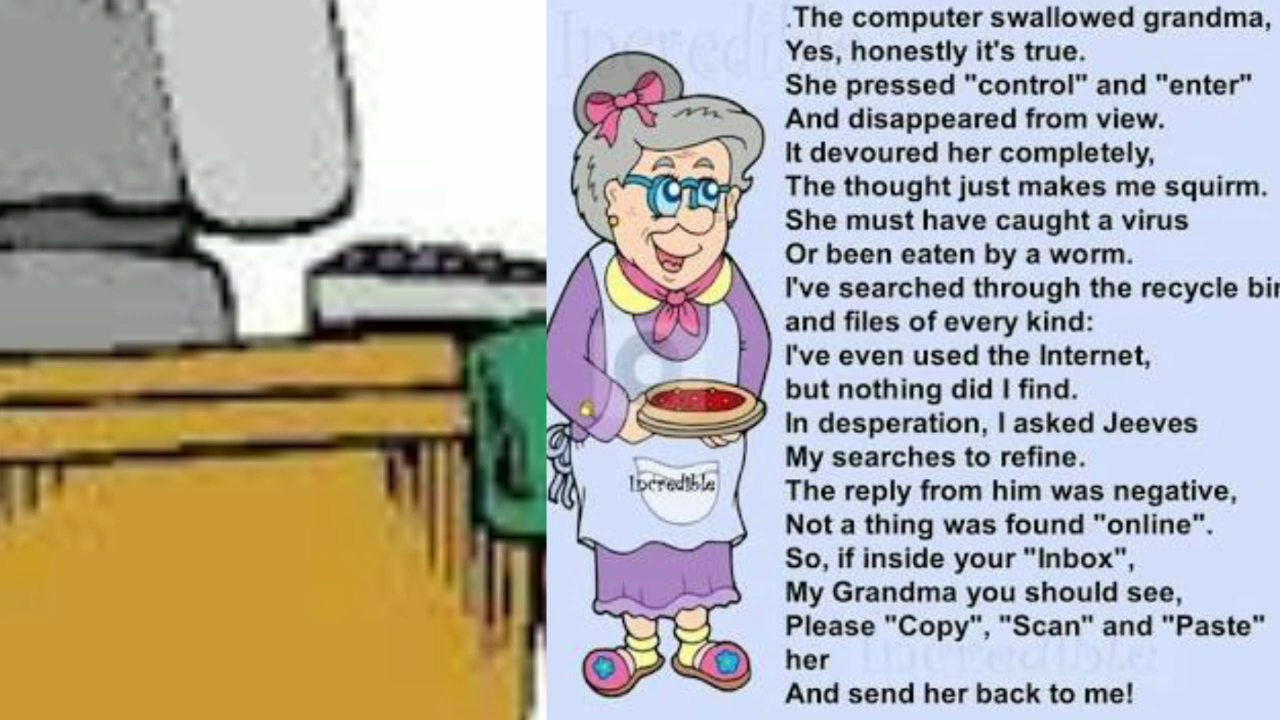 Incredible
.The computer swallowed grandma,
Yes, honestly it's true.
She pressed "control" and "enter"
And disappeared from view.
It devoured her completely,
The thought just makes me squirm.
She must have caught a virus
Or been eaten by a worm.
I've searched through the recycle bin
and files of every kind:
I've even used the Internet,
but nothing did I find.
In desperation, I asked Jeeves
My searches to refine.
The reply from him was negative,
Not a thing was found "online".
So, if inside your "Inbox",
My Grandma you should see,
Please "Copy", "Scan" and "Paste"
her
And send her back to me!
Incredible
Incredible